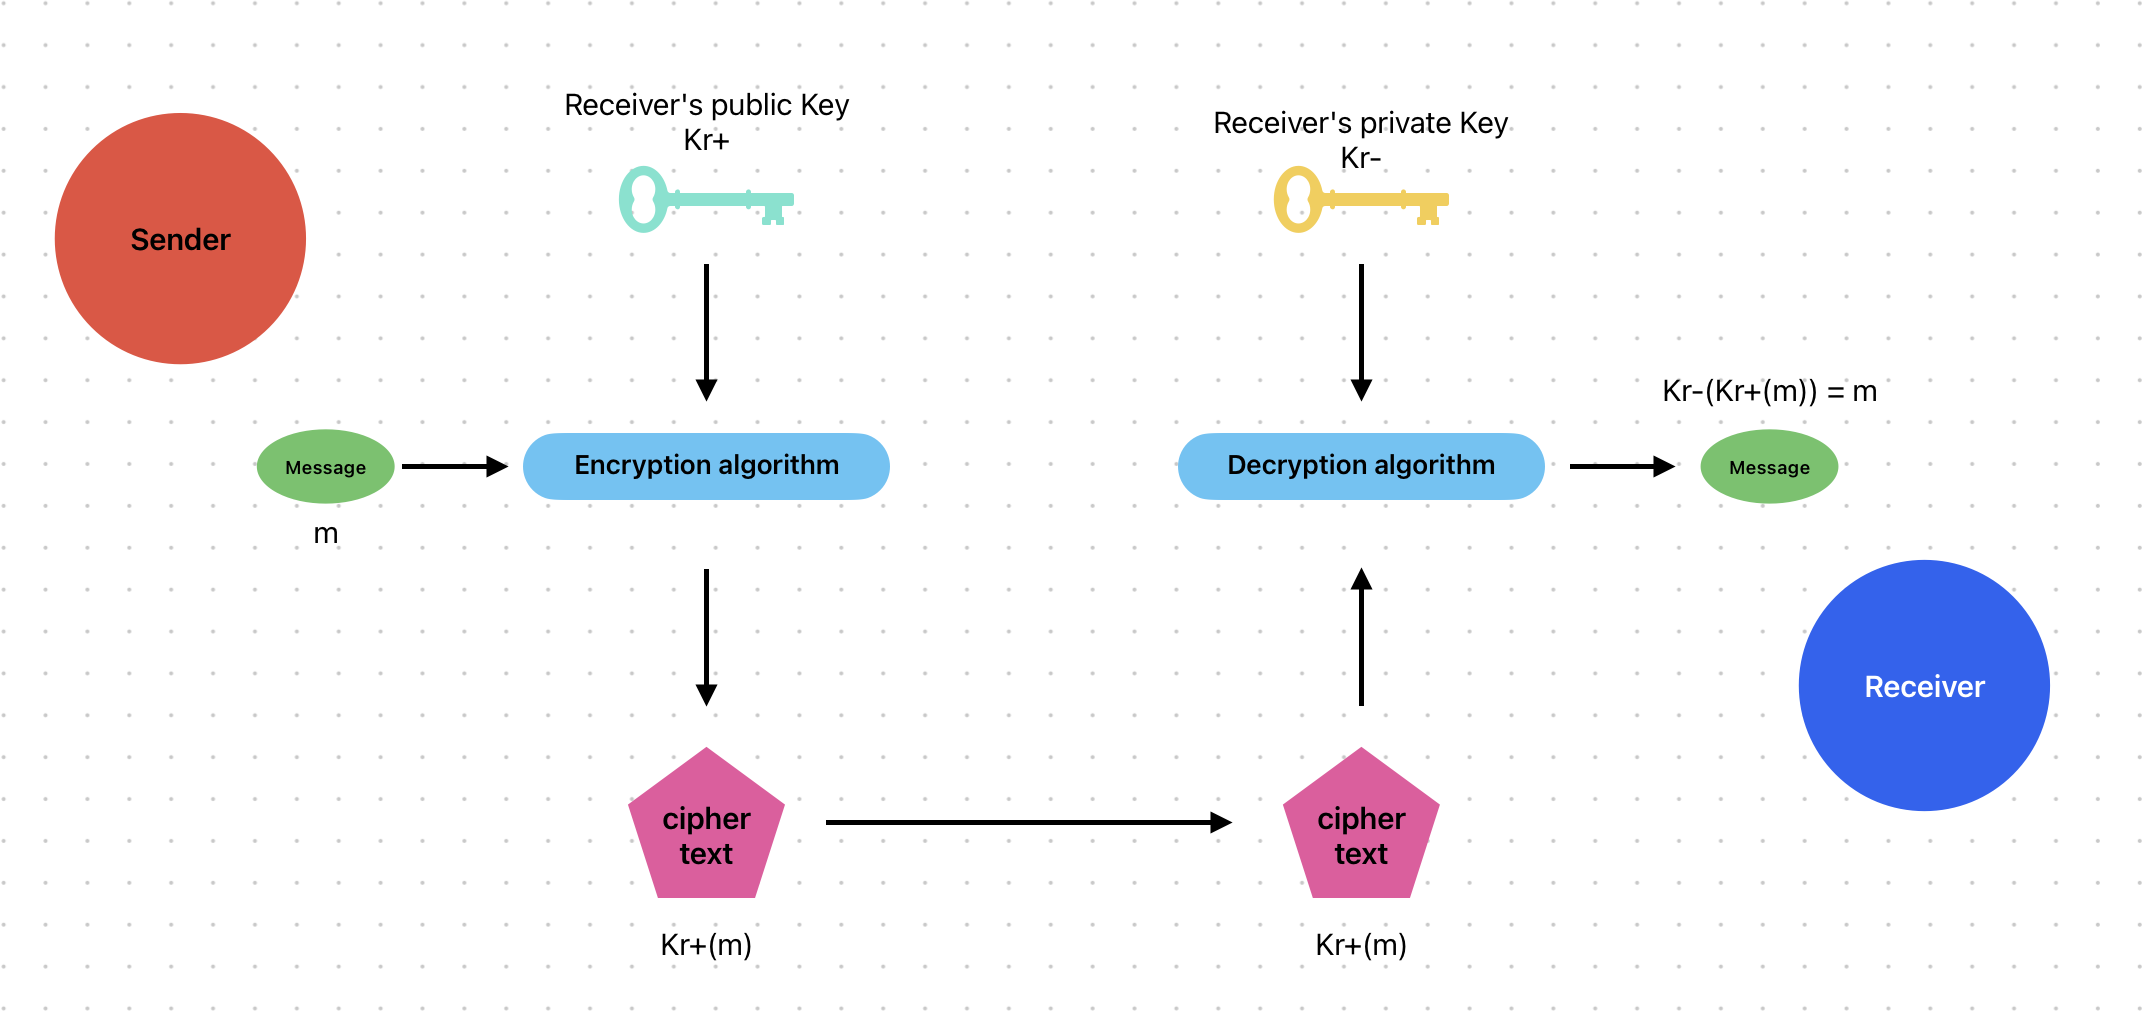 Receiver's public Key
Kr+
Receiver's private Key
Kr-
Sender
Kr-(Kr+(m)) = m
Message
Encryption algorithm
Decryption algorithm
Message
m
Receiver
cipher
text
cipher
text
Kr+(m)
Kr+(m)